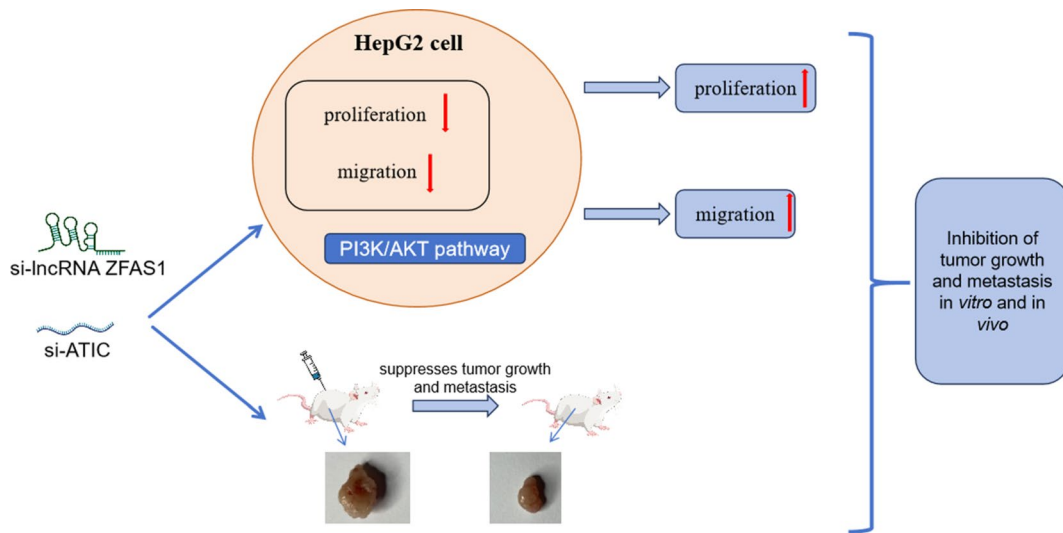 HepG2 cell
proliferation
migration
PI3K/AKT pathway
proliferation
migration
si-lncRNA ZFAS1
si-ATIC
suppresses tumor growth
and metastasis
Inhibition of
tumor growth
and metastasis
in vitro and in
vivo